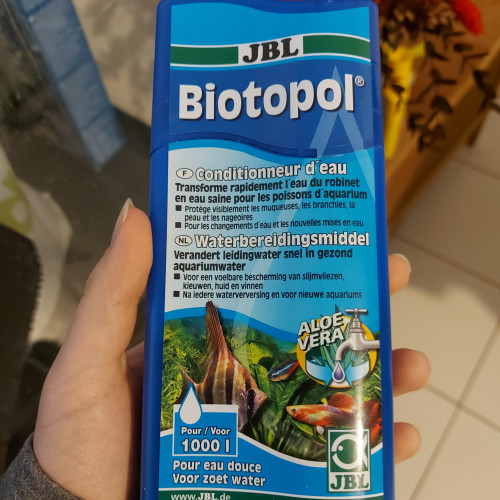 JBL
Biotopol®
F Conditionneur d'eau
Transforme rapidement l'eau du robinet
en eau saine pour les poissons d'aquarium
■ Protège visiblement les muqueuses, les branchies, la
peau et les nageoires
■ Pour les changements d'eau et les nouvelles mises en eau
NL Waterbereidingsmiddel
Verandert leidingwater snel in gezond
aquariumwater
■ Voor een voelbare bescherming van slijmvliezen,
kieuwen, huid en vinnen
■ Na iedere waterverversing en voor nieuwe aquariums
ALOE
VERA
Pour / Voor
1000 l
Pour eau douce
Voor zoet water
www.JBL.de
JBL